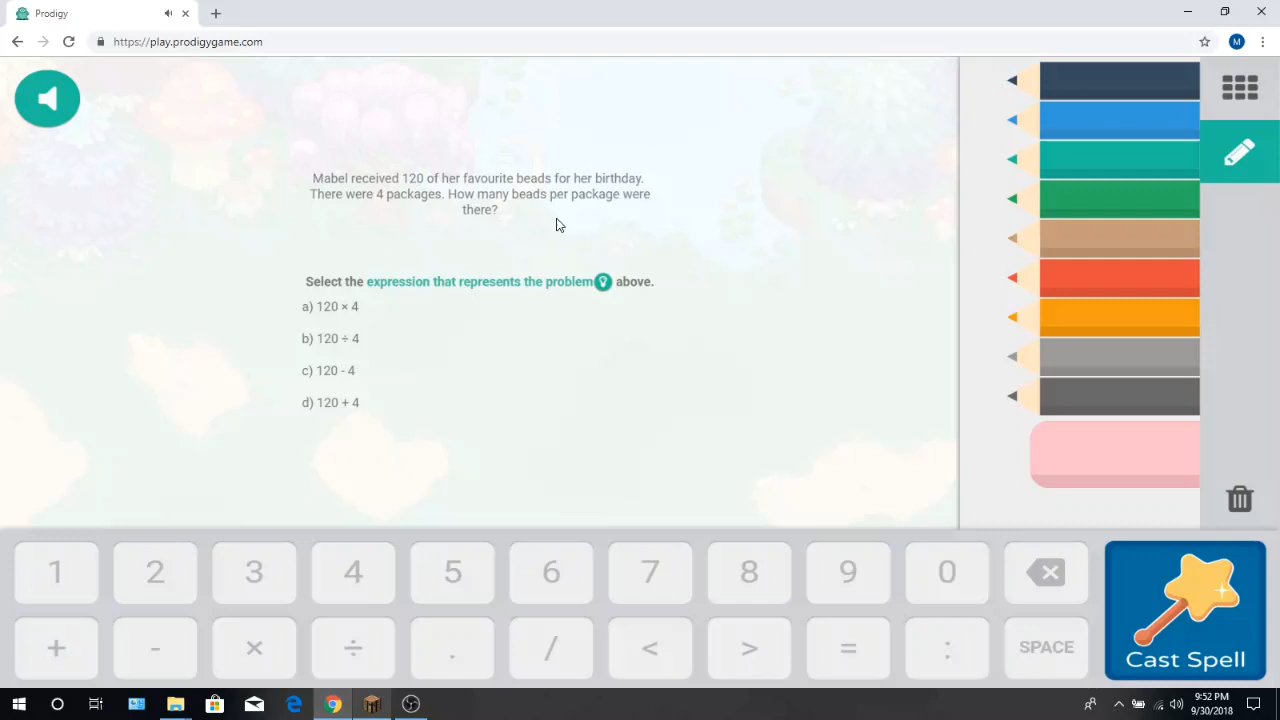 Prodigy
https://play.prodigygame.com
M
Mabel received 120 of her favourite beads for her birthday.
There were 4 packages. How many beads per package were
there?
Select the expression that represents the problem above.
a) 120 × 4
b) 120 ÷ 4
c) 120 - 4
d) 120 + 4
1 2 3 4 5 6 7 8 9 0
+ - × ÷ . / < > = : SPACE
Cast Spell
9:52 PM
9/30/2018